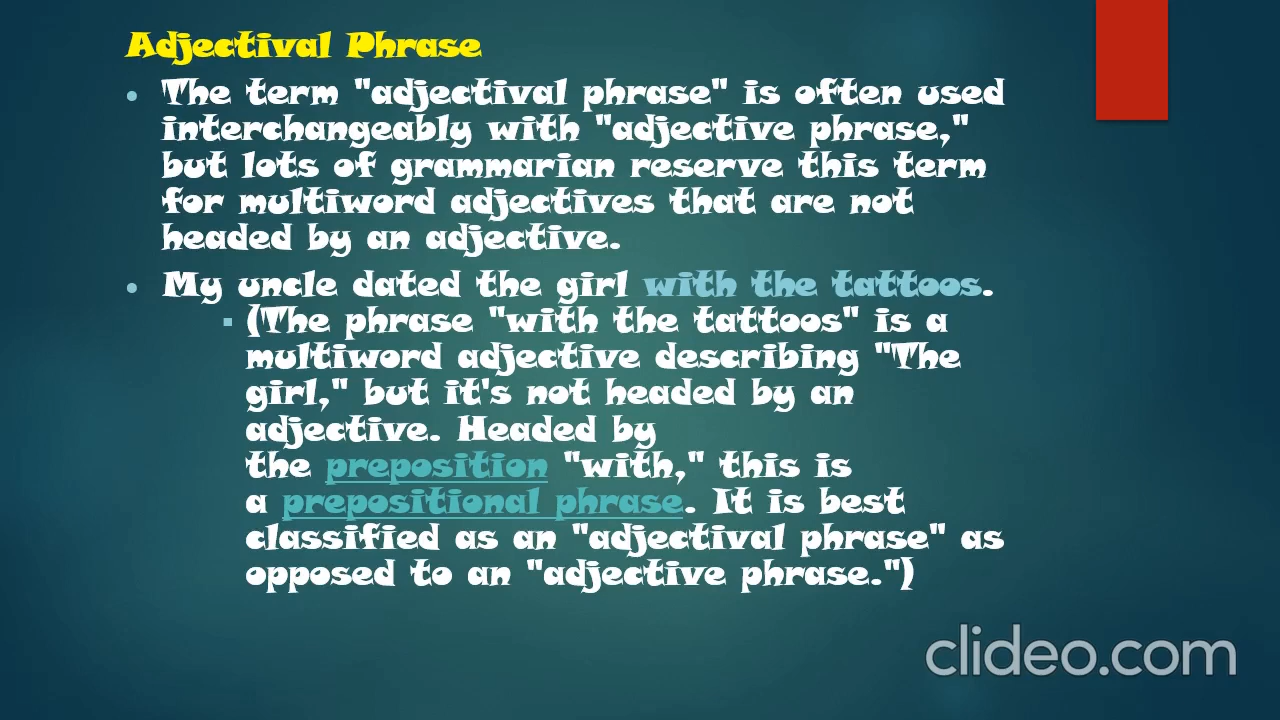 Adjectival Phrase
• The term "adjectival phrase" is often used
interchangeably with "adjective phrase,"
but lots of grammarian reserve this term
for multiword adjectives that are not
headed by an adjective.
• My uncle dated the girl with the tattoos.
▪ (The phrase "with the tattoos" is a
multiword adjective describing "The
girl," but it's not headed by an
adjective. Headed by
the preposition "with," this is
a prepositional phrase. It is best
classified as an "adjectival phrase" as
opposed to an "adjective phrase.")
clideo.com